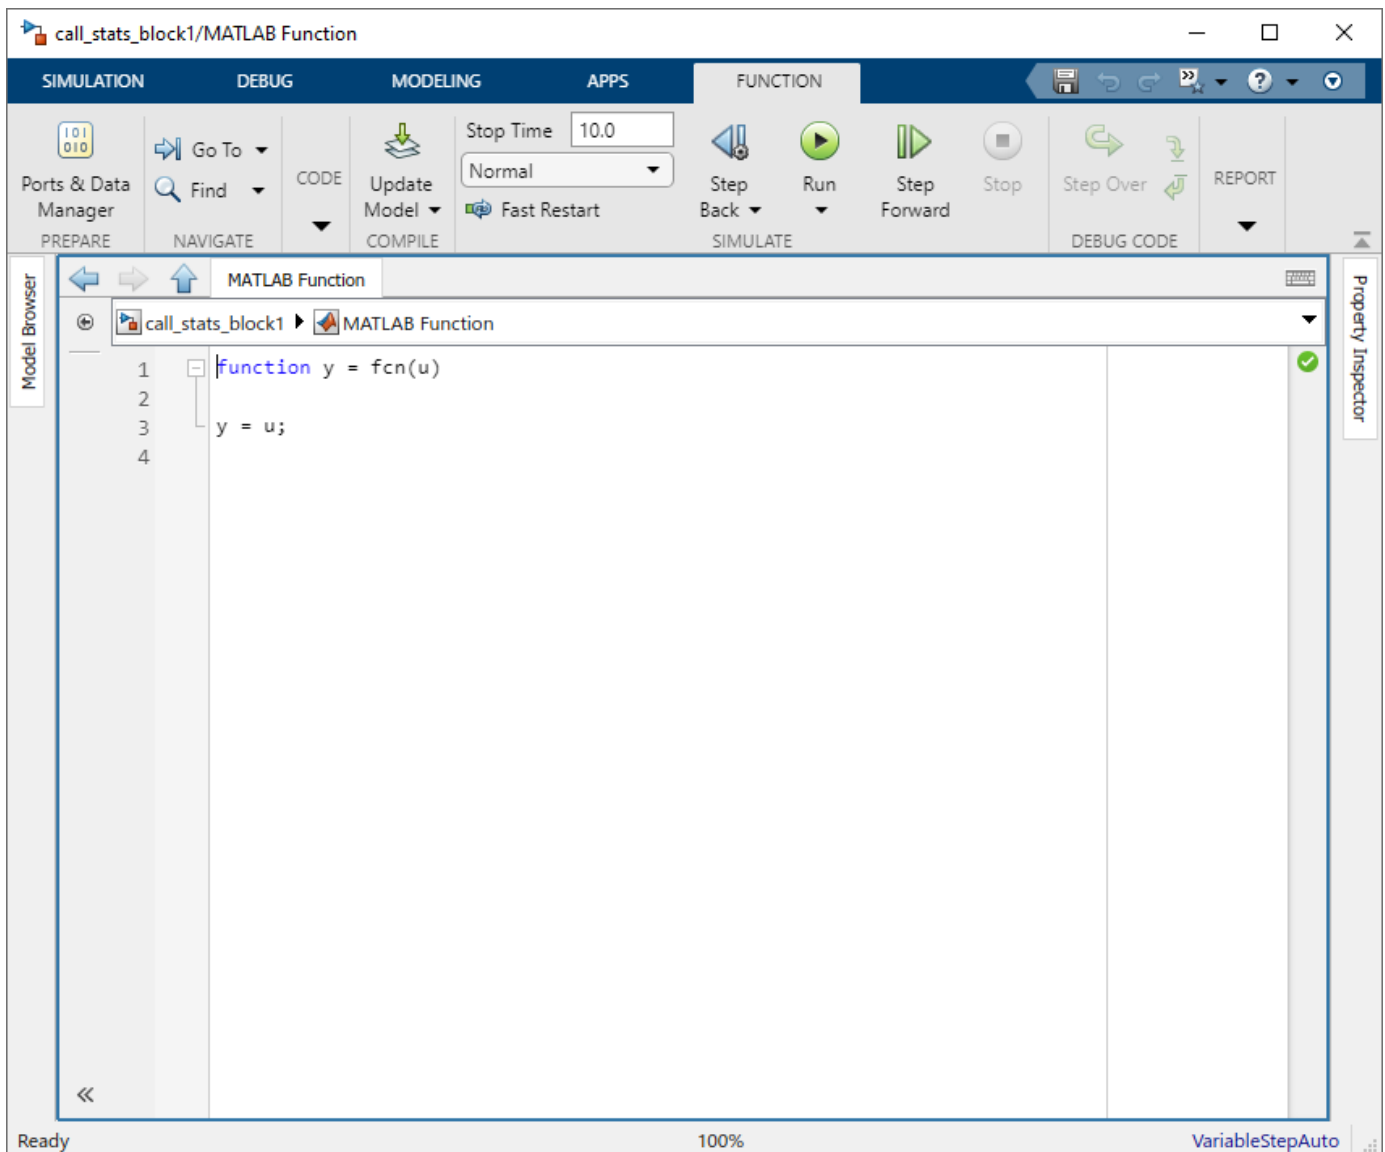 call_stats_block1/MATLAB Function
SIMULATION DEBUG MODELING APPS FUNCTION
Ports & Data
Manager
PREPARE
Go To
Find
NAVIGATE
CODE
Update
Model
COMPILE
Stop Time 10.0
Normal
Fast Restart
Step
Back
Run
Step
Forward
Stop
SIMULATE
Step Over
DEBUG CODE
REPORT
Model Browser
MATLAB Function
call_stats_block1 MATLAB Function
1 function y = fcn(u)
2
3 y = u;
4
Property Inspector
Ready 100% VariableStepAuto